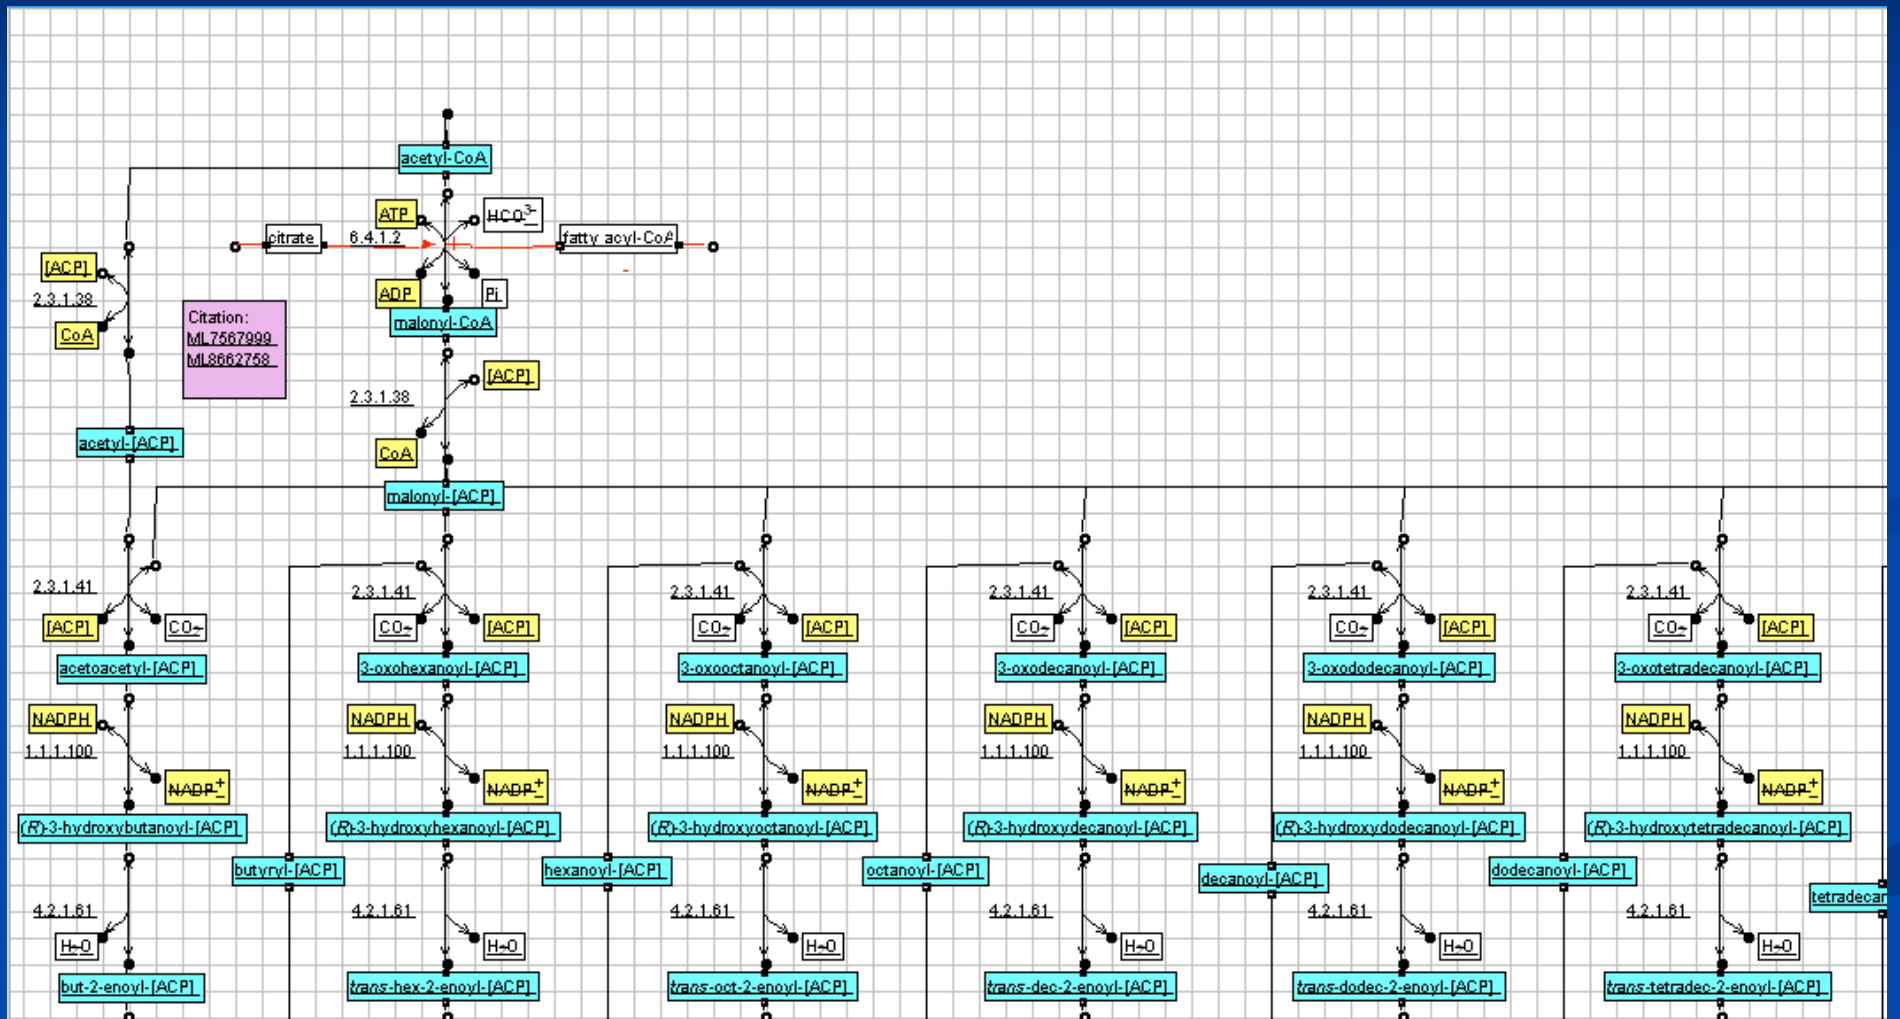 acetyl-CoA
ATP
HCO3-
citrate
6.4.1.2
fatty acyl-CoA
[ACP]
2.3.1.38
CoA
ADP
Pi
Citation:
ML7567999
ML8662758
malonyl-CoA
[ACP]
2.3.1.38
CoA
acetyl-[ACP]
malonyl-[ACP]
2.3.1.41 2.3.1.41 2.3.1.41 2.3.1.41 2.3.1.41 2.3.1.41
[ACP] CO2 CO2 [ACP] CO2 [ACP] CO2 [ACP] CO2 [ACP] CO2 [ACP]
acetoacetyl-[ACP] 3-oxohexanoyl-[ACP] 3-oxooctanoyl-[ACP] 3-oxodecanoyl-[ACP] 3-oxododecanoyl-[ACP] 3-oxotetradecanoyl-[ACP]
NADPH NADPH NADPH NADPH NADPH NADPH
1.1.1.100 1.1.1.100 1.1.1.100 1.1.1.100 1.1.1.100 1.1.1.100
NADP+ NADP+ NADP+ NADP+ NADP+ NADP+
(R)-3-hydroxybutanoyl-[ACP] (R)-3-hydroxyhexanoyl-[ACP] (R)-3-hydroxyoctanoyl-[ACP] (R)-3-hydroxydecanoyl-[ACP] (R)-3-hydroxydodecanoyl-[ACP] (R)-3-hydroxytetradecanoyl-[ACP]
butyryl-[ACP] hexanoyl-[ACP] octanoyl-[ACP] decanoyl-[ACP] dodecanoyl-[ACP] tetradecan
4.2.1.61 4.2.1.61 4.2.1.61 4.2.1.61 4.2.1.61 4.2.1.61
H2O H2O H2O H2O H2O H2O
but-2-enoyl-[ACP] trans-hex-2-enoyl-[ACP] trans-oct-2-enoyl-[ACP] trans-dec-2-enoyl-[ACP] trans-dodec-2-enoyl-[ACP] trans-tetradec-2-enoyl-[ACP]